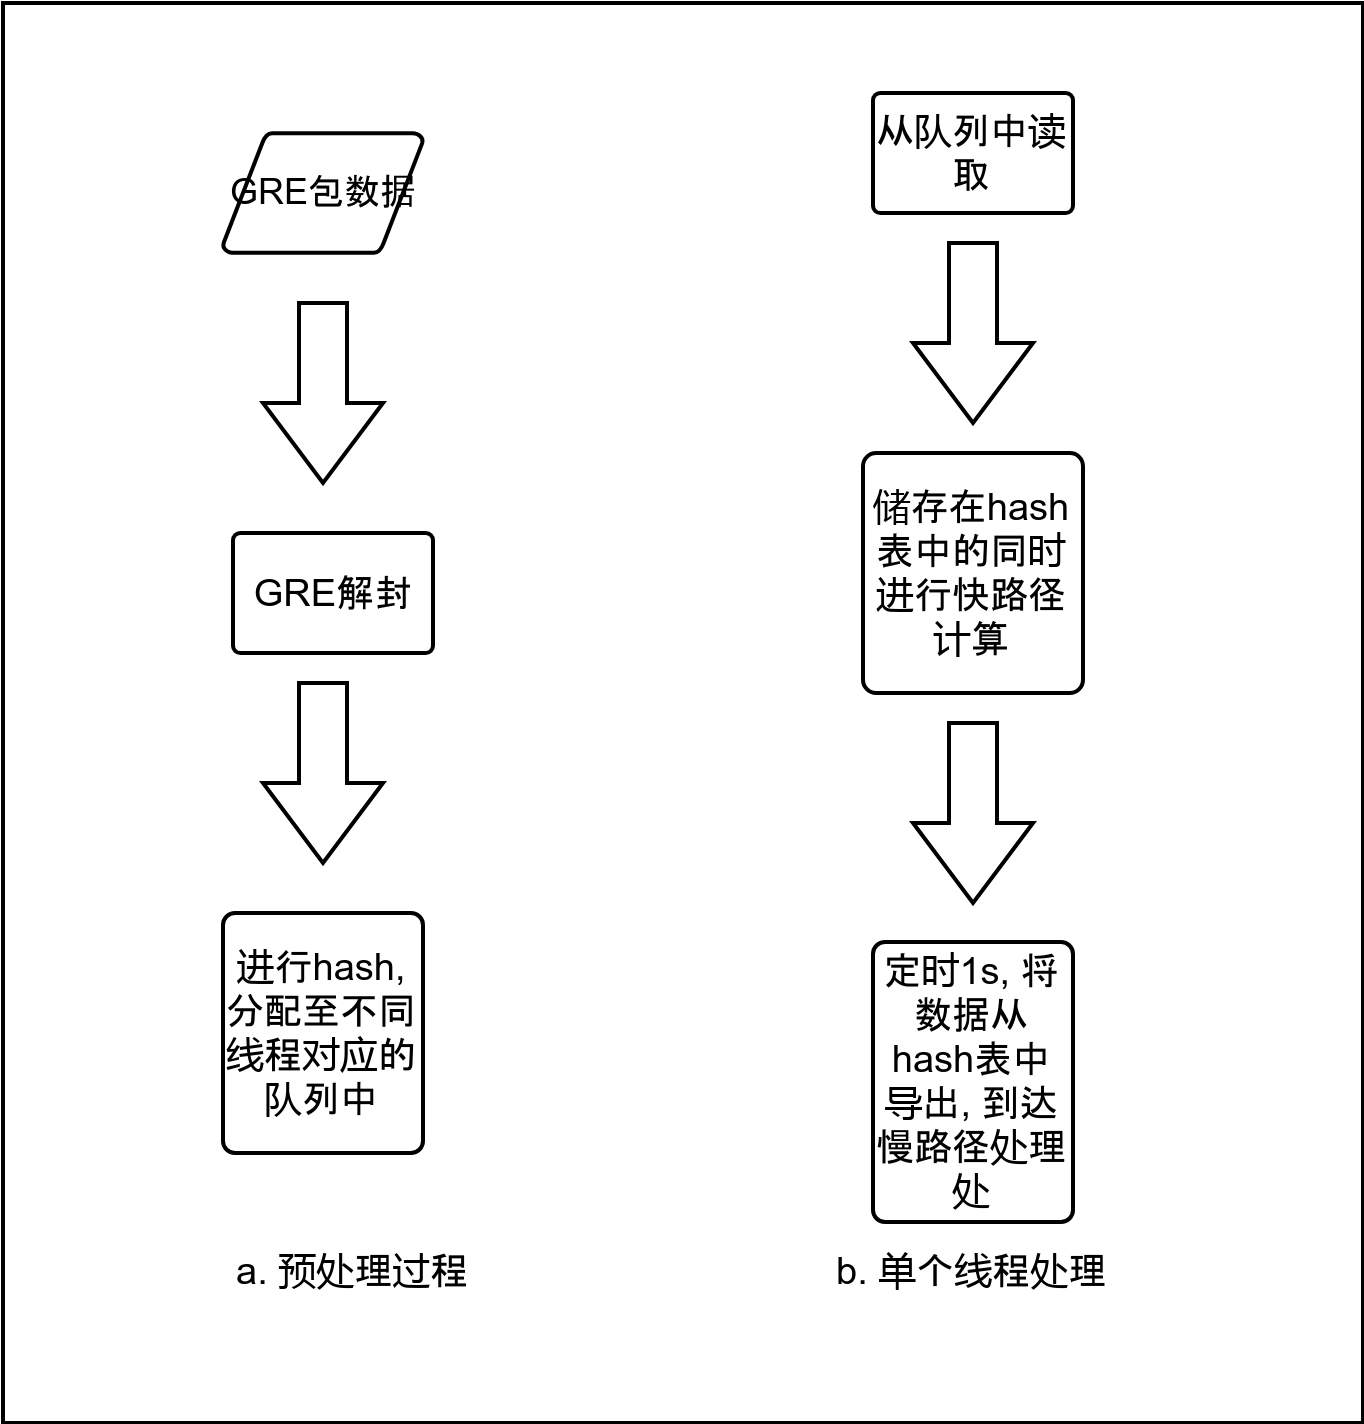 GRE包数据
GRE解封
进行hash,
分配至不同
线程对应的
队列中
a. 预处理过程
从队列中读
取
储存在hash
表中的同时
进行快路径
计算
定时1s, 将
数据从
hash表中
导出, 到达
慢路径处理
处
b. 单个线程处理